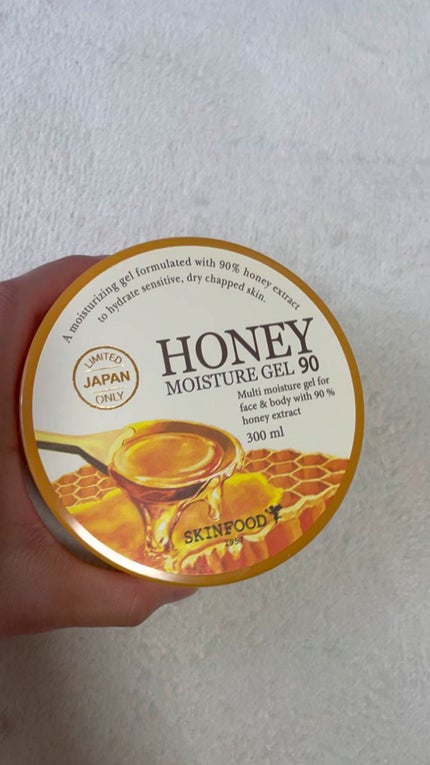 A moisturizing gel formulated with 90% honey extract
to hydrate sensitive, dry chapped skin.
LIMITED
JAPAN
ONLY
HONEY
MOISTURE GEL 90
Multi moisture gel for
face & body with 90 %
honey extract
300 ml
SKINFOOD
1957